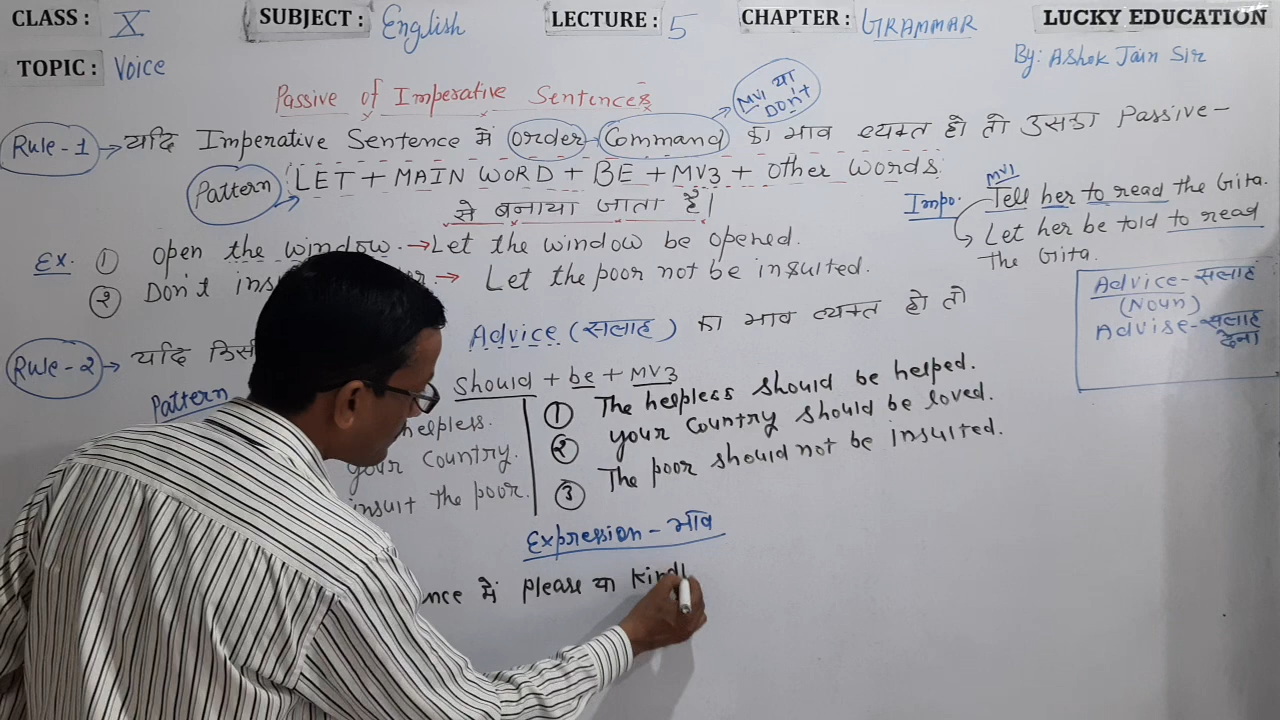 CLASS : X SUBJECT : English LECTURE : 5 CHAPTER : GRAMMAR LUCKY EDUCATION
By: Ashok Jain Sir
TOPIC : Voice
Passive of Imperative Sentences
MV1 या Don't
Rule-1 → यदि Imperative Sentence में order Command का भाव व्यक्त हो तो उसका Passive -
Pattern LET + MAIN WORD + BE + MV3 + other words
से बनाया जाता है।
MV1
Impo. Tell her to read the Gita.
Let her be told to read
the Gita.
Ex. ① open the window. → Let the window be opened.
② Don't → Let the poor not be insulted.
Advice - सलाह
(Noun)
Advise - सलाह
देना
Rule-2 → यदि Advice (सलाह) का भाव व्यक्त हो तो
Pattern should + be + MV3
helpless.
your country.
insult the poor.
① The helpless should be helped.
② your country should be loved.
③ The poor should not be insulted.
Expression - भाव
में please या